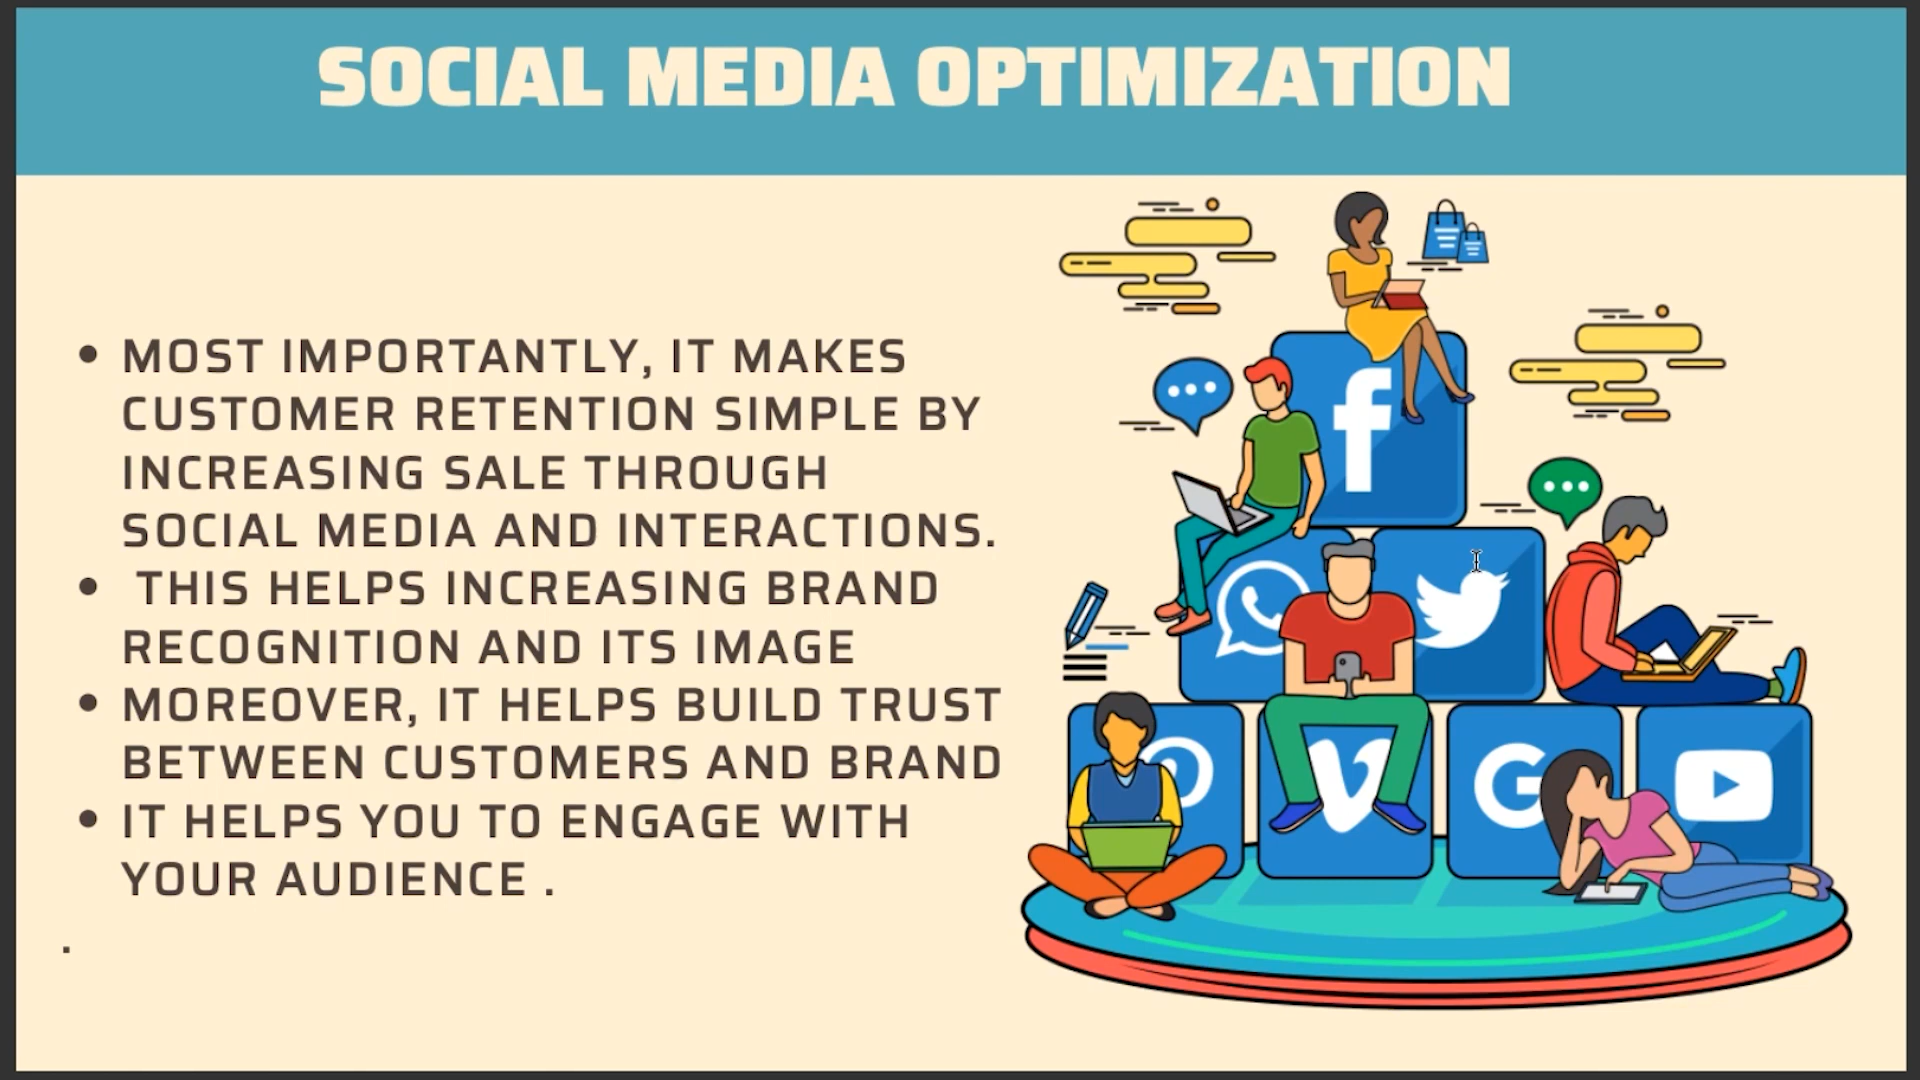 SOCIAL MEDIA OPTIMIZATION
• MOST IMPORTANTLY, IT MAKES
CUSTOMER RETENTION SIMPLE BY
INCREASING SALE THROUGH
SOCIAL MEDIA AND INTERACTIONS.
• THIS HELPS INCREASING BRAND
RECOGNITION AND ITS IMAGE
• MOREOVER, IT HELPS BUILD TRUST
BETWEEN CUSTOMERS AND BRAND
• IT HELPS YOU TO ENGAGE WITH
YOUR AUDIENCE .
.